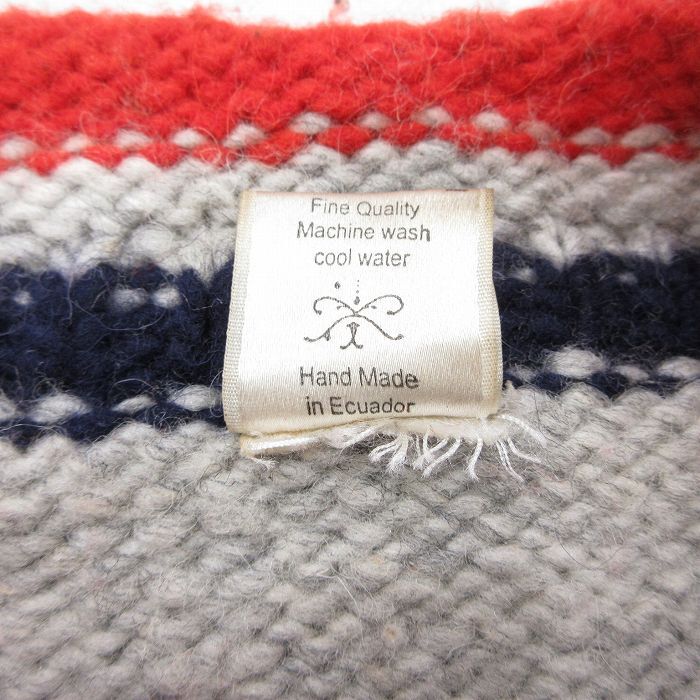 Fine Quality
Machine wash
cool water
Hand Made
in Ecuador